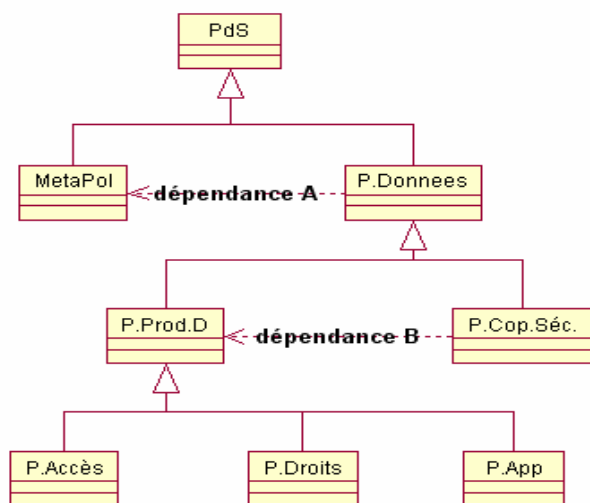 PdS
MetaPol
dépendance A
P.Donnees
P.Prod.D
dépendance B
P.Cop.Séc.
P.Accès
P.Droits
P.App